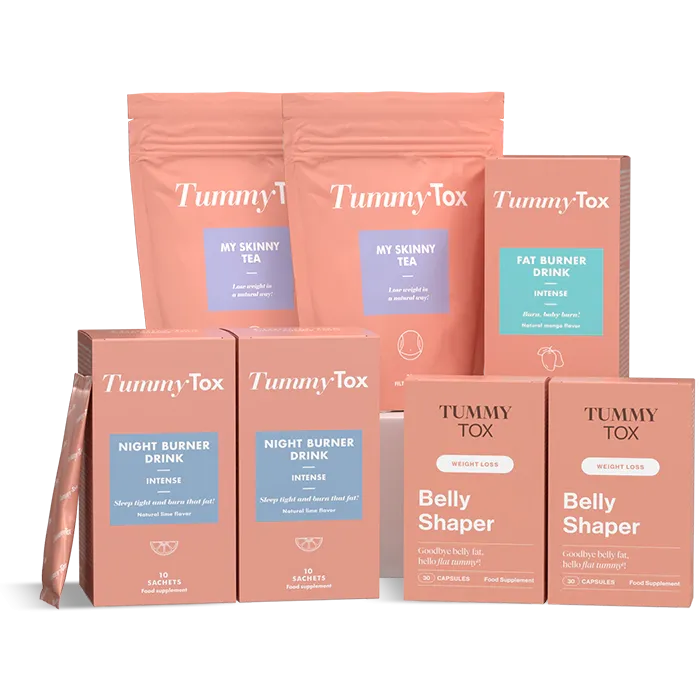 TummyTox
MY SKINNY
TEA
Lose weight in
a natural way!
TummyTox
MY SKINNY
TEA
Lose weight in
a natural way!
TummyTox
FAT BURNER
DRINK
INTENSE
Burn, baby burn!
Natural mango flavor
TummyTox
NIGHT BURNER
DRINK
INTENSE
Sleep tight and burn that fat!
Natural lime flavor
10
SACHETS
Food supplement
TummyTox
NIGHT BURNER
DRINK
INTENSE
Sleep tight and burn that fat!
Natural lime flavor
10
SACHETS
Food supplement
TUMMY
TOX
WEIGHT LOSS
Belly
Shaper
Goodbye belly fat,
hello flat tummy!
30 CAPSULES Food Supplement
TUMMY
TOX
WEIGHT LOSS
Belly
Shaper
Goodbye belly fat,
hello flat tummy!
30 CAPSULES Food Supplement